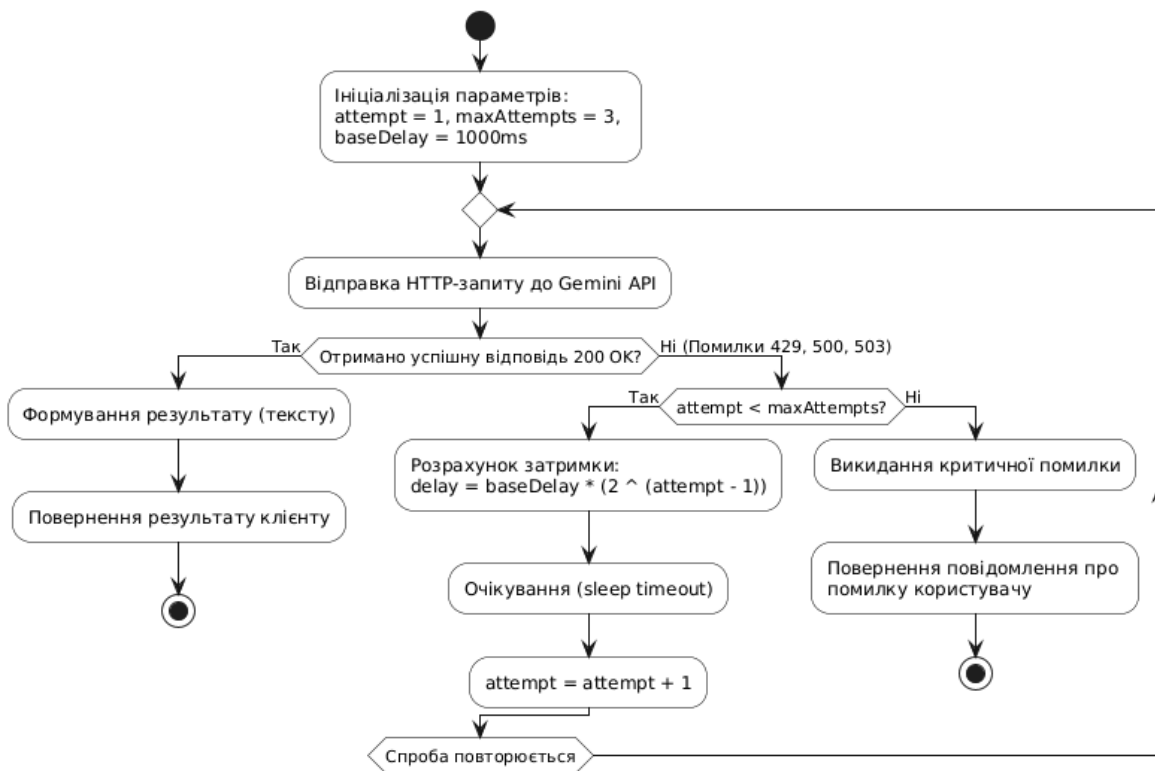 Ініціалізація параметрів:
attempt = 1, maxAttempts = 3,
baseDelay = 1000ms
Відправка HTTP-запиту до Gemini API
Так
Отримано успішну відповідь 200 OK?
Ні (Помилки 429, 500, 503)
Формування результату (тексту)
Повернення результату клієнту
Так
attempt < maxAttempts?
Ні
Розрахунок затримки:
delay = baseDelay * (2 ^ (attempt - 1))
Очікування (sleep timeout)
attempt = attempt + 1
Викидання критичної помилки
Повернення повідомлення про
помилку користувачу
Спроба повторюється